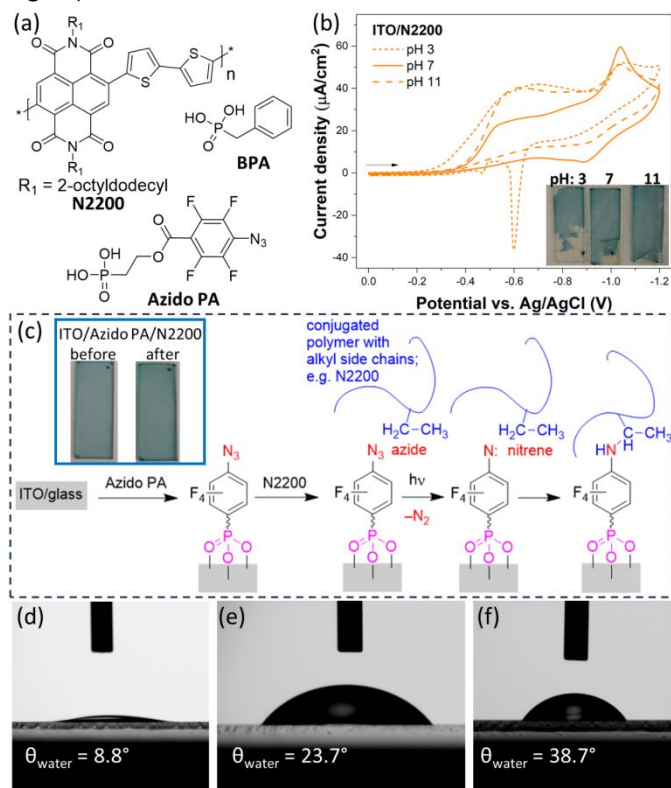 (a)
R₁
O N O
S
S
*
n
*
O N O
R₁
R₁ = 2-octyldodecyl
N2200
OH
HO P
O
BPA
F F
O
OH
HO P O
O
N₃
F F
Azido PA
(b)
ITO/N2200
pH 3
pH 7
pH 11
60
40
20
0
-20
-40
Current density (μA/cm²)
pH: 3 7 11
0.0 -0.2 -0.4 -0.6 -0.8 -1.0 -1.2
Potential vs. Ag/AgCl (V)
(c)
ITO/Azido PA/N2200
before after
conjugated
polymer with
alkyl side chains;
e.g. N2200
H₂C–CH₃
H₂C–CH₃
C–CH₃
HN H
N₃
N₃ azide
N: nitrene
ITO/glass
Azido PA
N2200
hν
–N₂
F₄
F₄
F₄
F₄
P
O O O
P
O O O
P
O O O
P
O O O
(d)
θwater = 8.8°
(e)
θwater = 23.7°
(f)
θwater = 38.7°